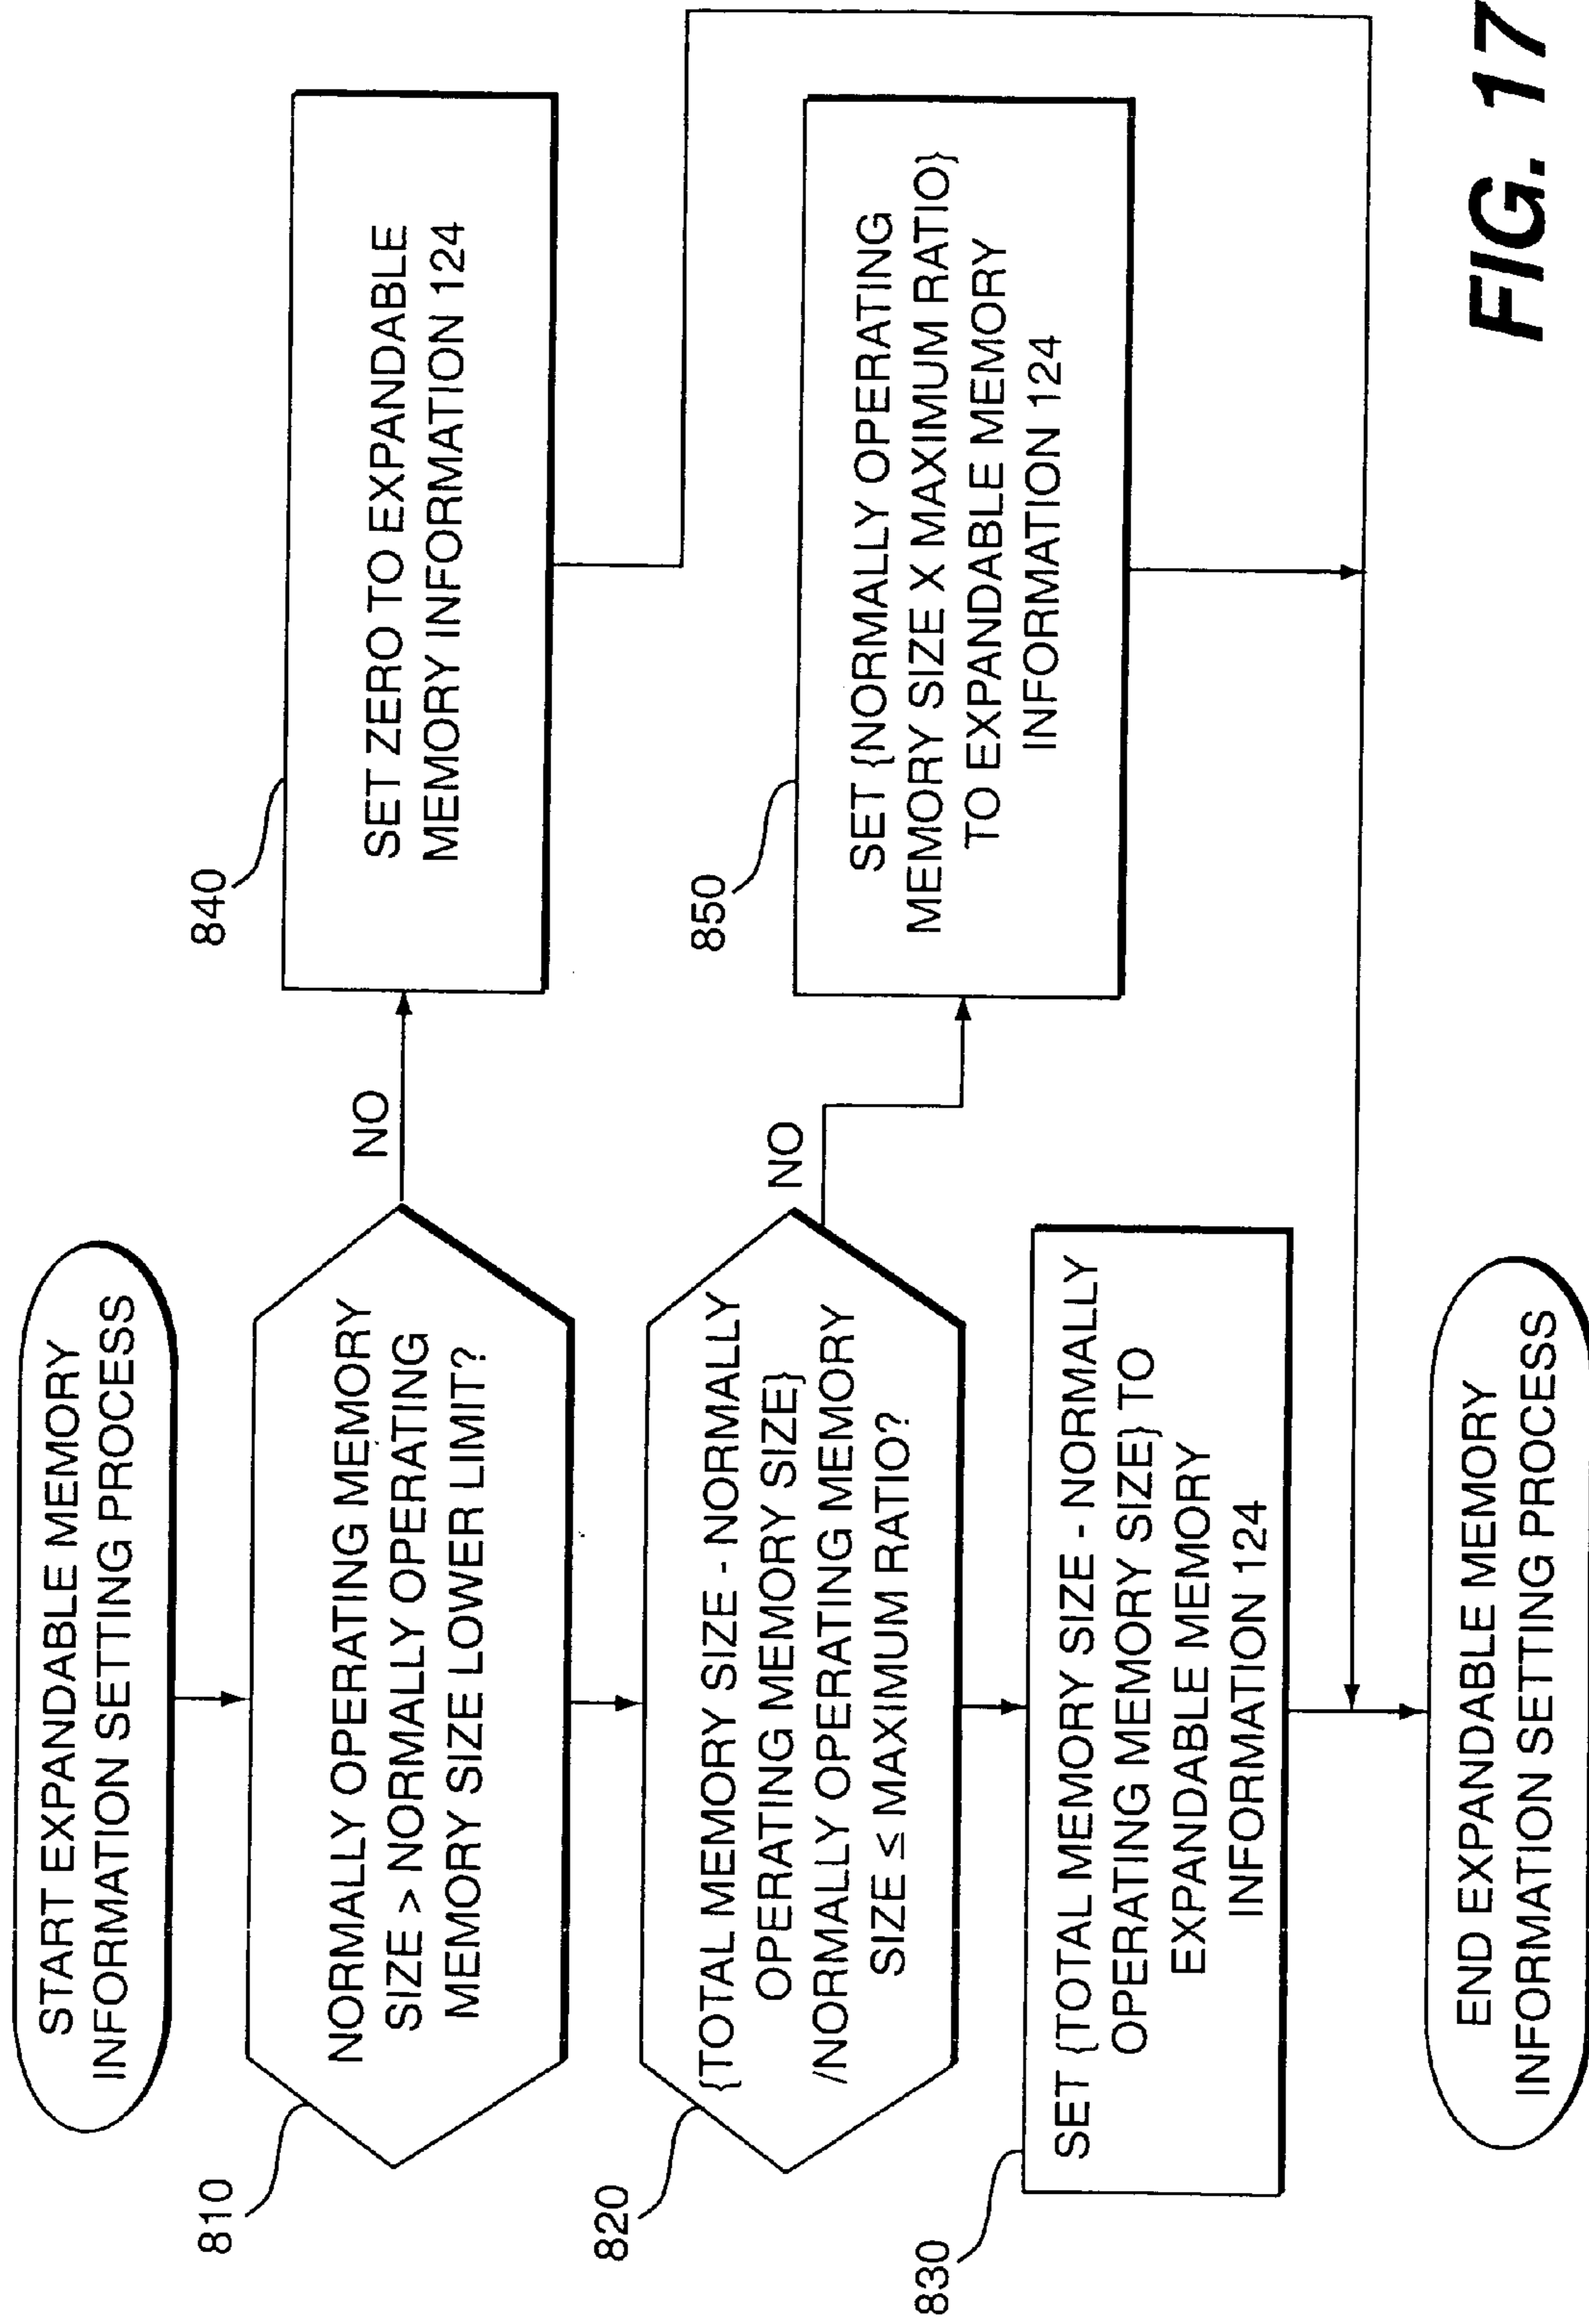 START EXPANDABLE MEMORY
INFORMATION SETTING PROCESS
810
NORMALLY OPERATING MEMORY
SIZE > NORMALLY OPERATING
MEMORY SIZE LOWER LIMIT?
NO
840
SET ZERO TO EXPANDABLE
MEMORY INFORMATION 124
820
{TOTAL MEMORY SIZE - NORMALLY
OPERATING MEMORY SIZE}
/NORMALLY OPERATING MEMORY
SIZE ≤ MAXIMUM RATIO?
NO
850
SET {NORMALLY OPERATING
MEMORY SIZE X MAXIMUM RATIO}
TO EXPANDABLE MEMORY
INFORMATION 124
830
SET {TOTAL MEMORY SIZE - NORMALLY
OPERATING MEMORY SIZE} TO
EXPANDABLE MEMORY
INFORMATION 124
END EXPANDABLE MEMORY
INFORMATION SETTING PROCESS
FIG. 17